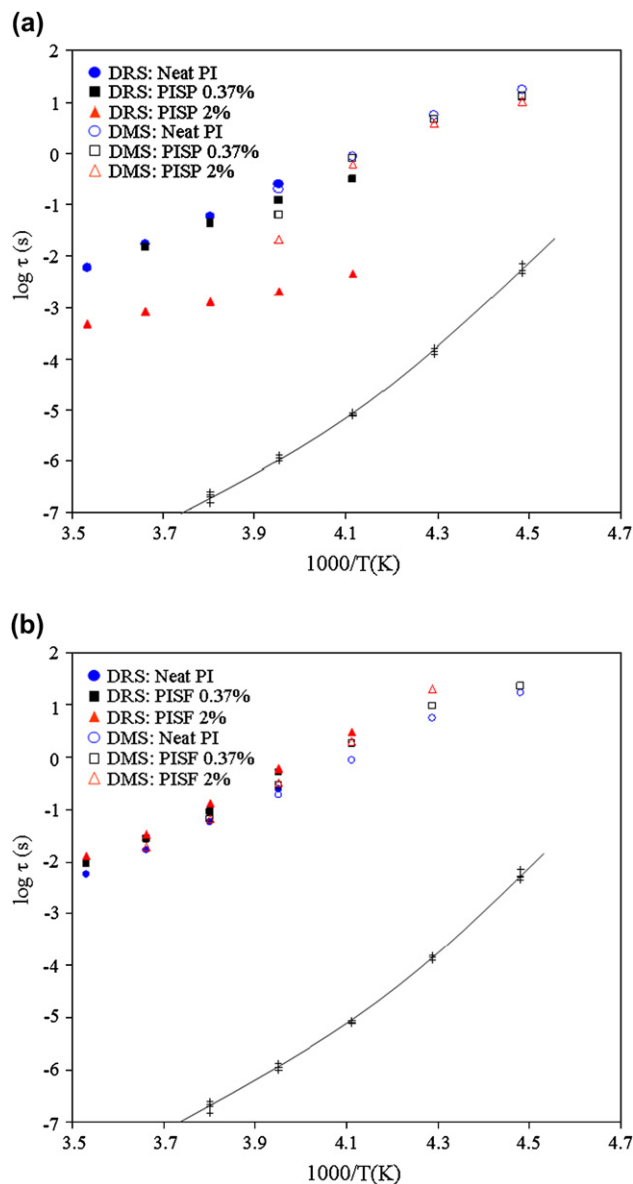 (a)
2
1
0
-1
-2
-3
-4
-5
-6
-7
log τ (s)
DRS: Neat PI
DRS: PISP 0.37%
DRS: PISP 2%
DMS: Neat PI
DMS: PISP 0.37%
DMS: PISP 2%
3.5 3.7 3.9 4.1 4.3 4.5 4.7
1000/T(K)
(b)
2
1
0
-1
-2
-3
-4
-5
-6
-7
log τ (s)
DRS: Neat PI
DRS: PISF 0.37%
DRS: PISF 2%
DMS: Neat PI
DMS: PISF 0.37%
DMS: PISF 2%
3.5 3.7 3.9 4.1 4.3 4.5 4.7
1000/T(K)